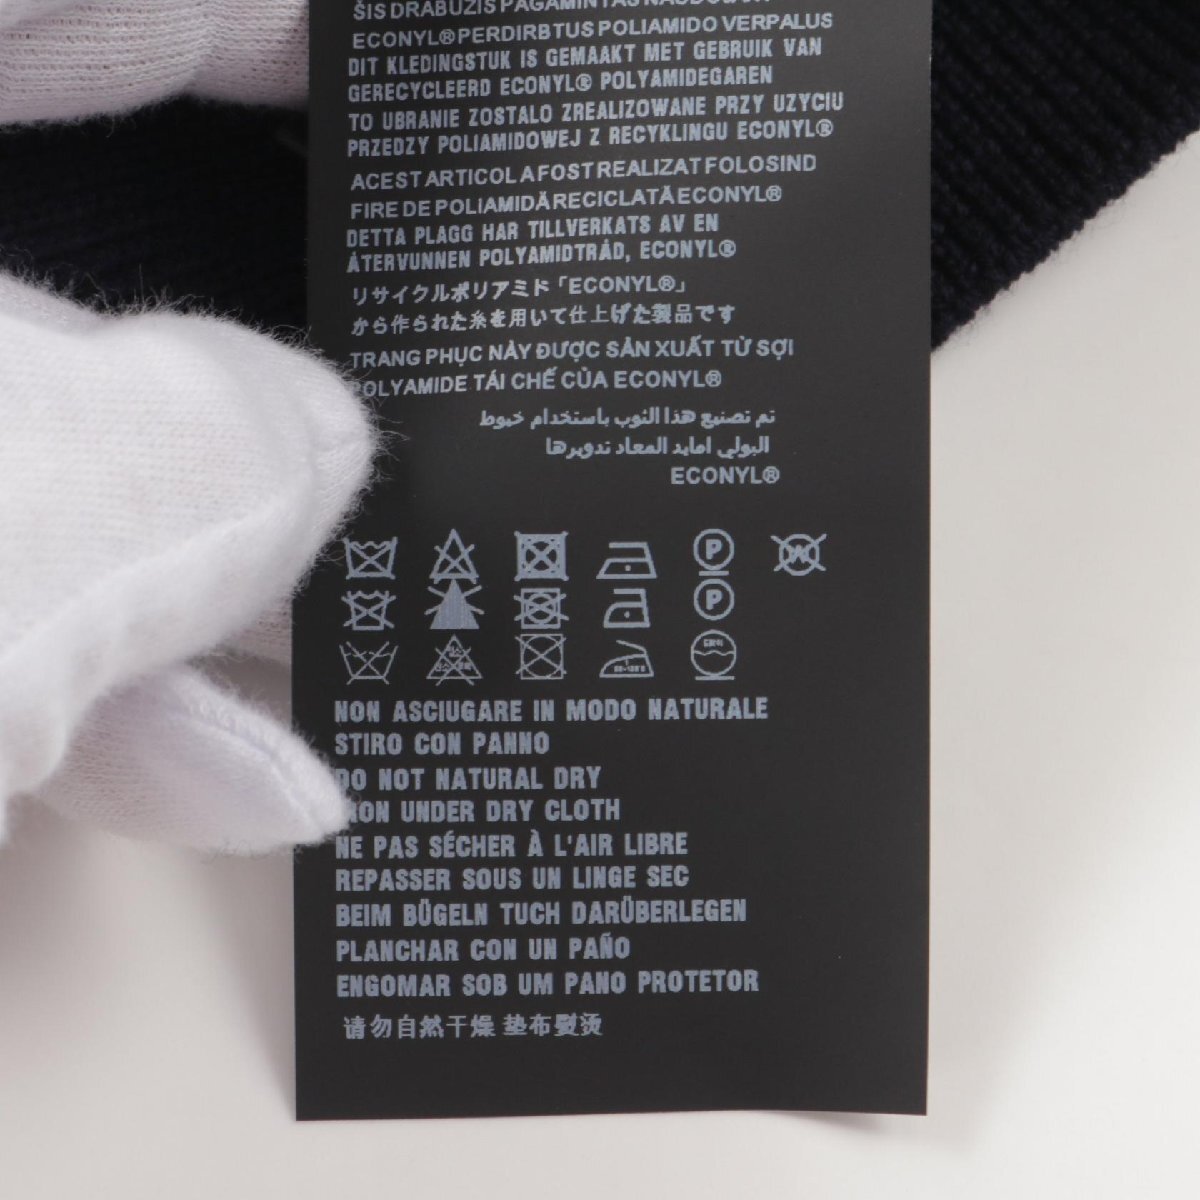 ŠIS DRABUŽIS PAGAMINTAS
ECONYL® PERDIRBTUS POLIAMIDO VERPALUS
DIT KLEDINGSTUK IS GEMAAKT MET GEBRUIK VAN
GERECYCLEERD ECONYL® POLYAMIDEGAREN
TO UBRANIE ZOSTALO ZREALIZOWANE PRZY UZYCIU
PRZEDZY POLIAMIDOWEJ Z RECYKLINGU ECONYL®
ACEST ARTICOL A FOST REALIZAT FOLOSIND
FIRE DE POLIAMIDĂ RECICLATĂ ECONYL®
DETTA PLAGG HAR TILLVERKATS AV EN
ÅTERVUNNEN POLYAMIDTRÅD, ECONYL®
リサイクルポリアミド「ECONYL®」
から作られた糸を用いて仕上げた製品です
TRANG PHỤC NÀY ĐƯỢC SẢN XUẤT TỪ SỢI
POLYAMIDE TÁI CHẾ CỦA ECONYL®
تم تصنيع هذا الثوب باستخدام خيوط
البولي امايد المعاد تدويرها
ECONYL®
P W
P
NON ASCIUGARE IN MODO NATURALE
STIRO CON PANNO
DO NOT NATURAL DRY
IRON UNDER DRY CLOTH
NE PAS SÉCHER À L'AIR LIBRE
REPASSER SOUS UN LINGE SEC
BEIM BÜGELN TUCH DARÜBERLEGEN
PLANCHAR CON UN PAÑO
ENGOMAR SOB UM PANO PROTETOR
请勿自然干燥 垫布熨烫